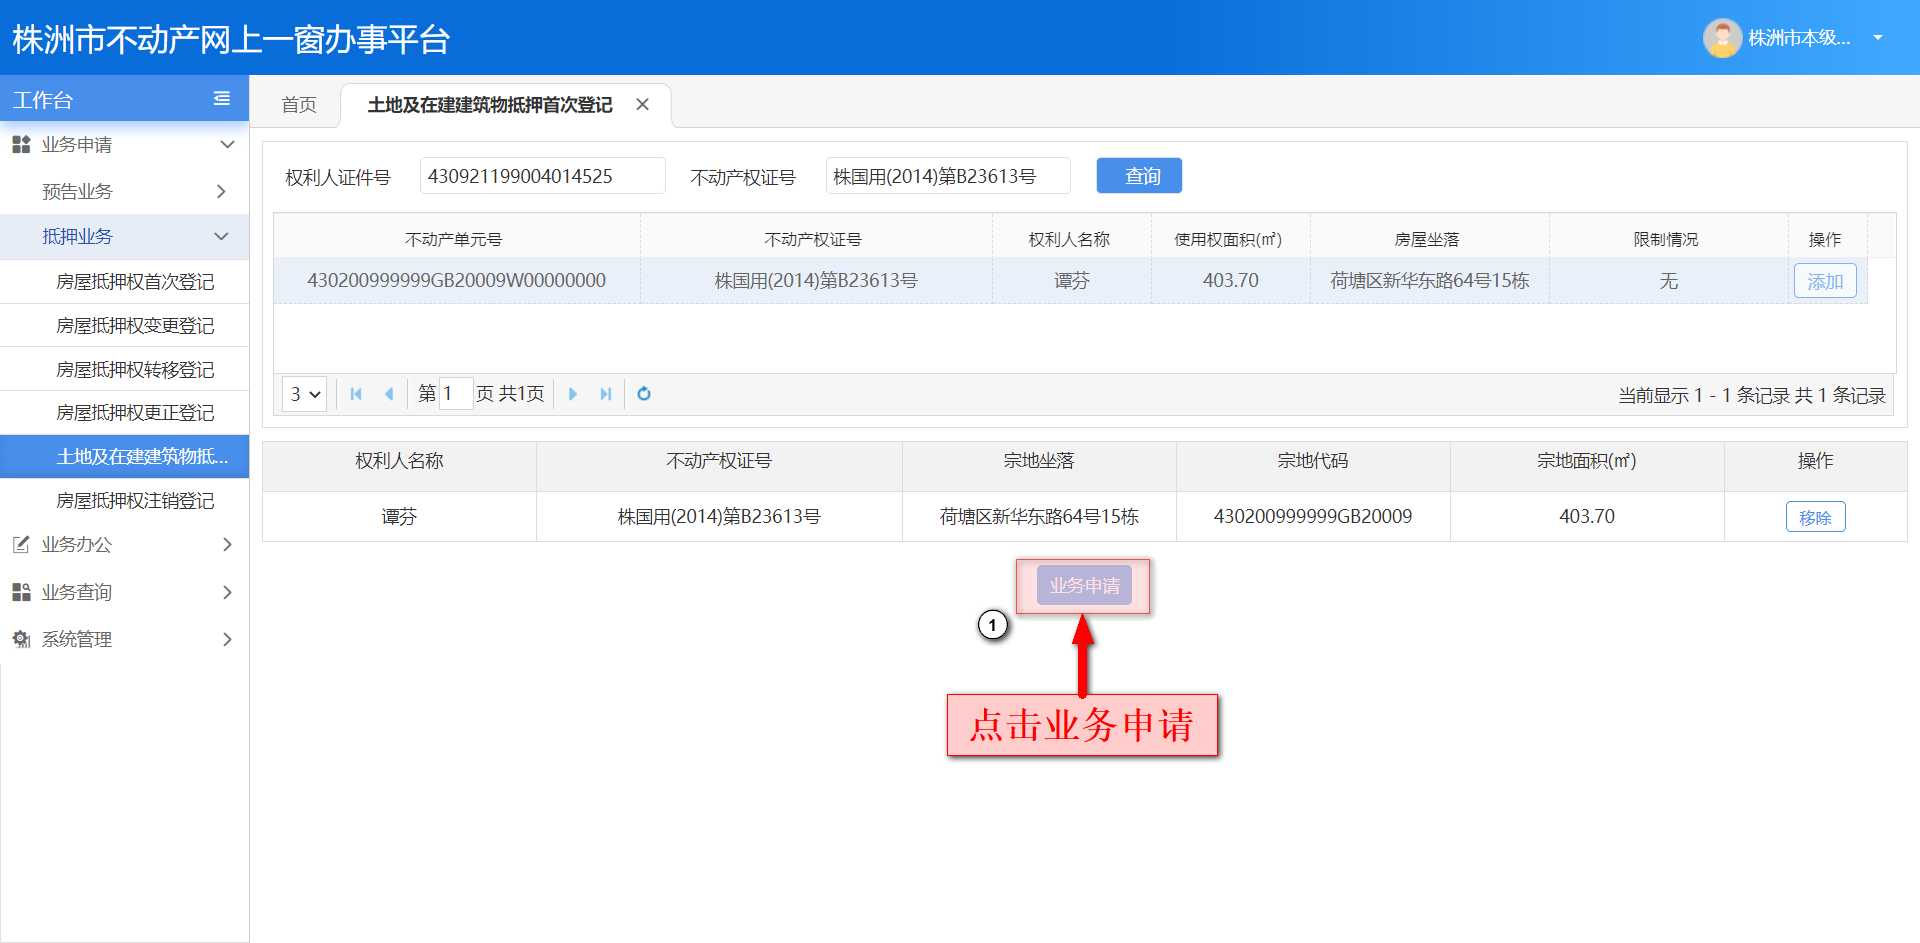 株洲市不动产网上一窗办事平台
株洲市本级...
工作台
首页
土地及在建建筑物抵押首次登记
业务申请
预告业务
抵押业务
房屋抵押权首次登记
房屋抵押权变更登记
房屋抵押权转移登记
房屋抵押权更正登记
土地及在建建筑物抵...
房屋抵押权注销登记
业务办公
业务查询
系统管理
权利人证件号 430921199004014525 不动产权证号 株国用(2014)第B23613号 查询
不动产单元号 不动产权证号 权利人名称 使用权面积(㎡) 房屋坐落 限制情况 操作
430200999999GB20009W00000000 株国用(2014)第B23613号 谭芬 403.70 荷塘区新华东路64号15栋 无 添加
3 第 1 页 共1页 当前显示 1 - 1 条记录 共 1 条记录
权利人名称 不动产权证号 宗地坐落 宗地代码 宗地面积(㎡) 操作
谭芬 株国用(2014)第B23613号 荷塘区新华东路64号15栋 430200999999GB20009 403.70 移除
业务申请
1
点击业务申请